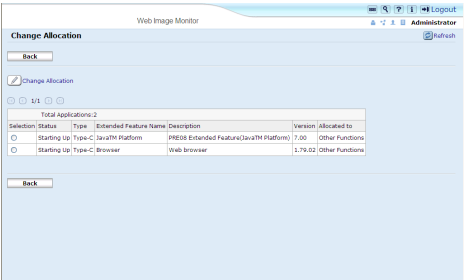 Logout
Web Image Monitor
Administrator
Change Allocation
Refresh
Back
Change Allocation
1/1
Total Applications:2
Selection Status Type Extended Feature Name Description Version Allocated to
Starting Up Type-C JavaTM Platform PRE08 Extended Feature(JavaTM Platform) 7.00 Other Functions
Starting Up Type-C Browser Web browser 1.79.02 Other Functions
Back